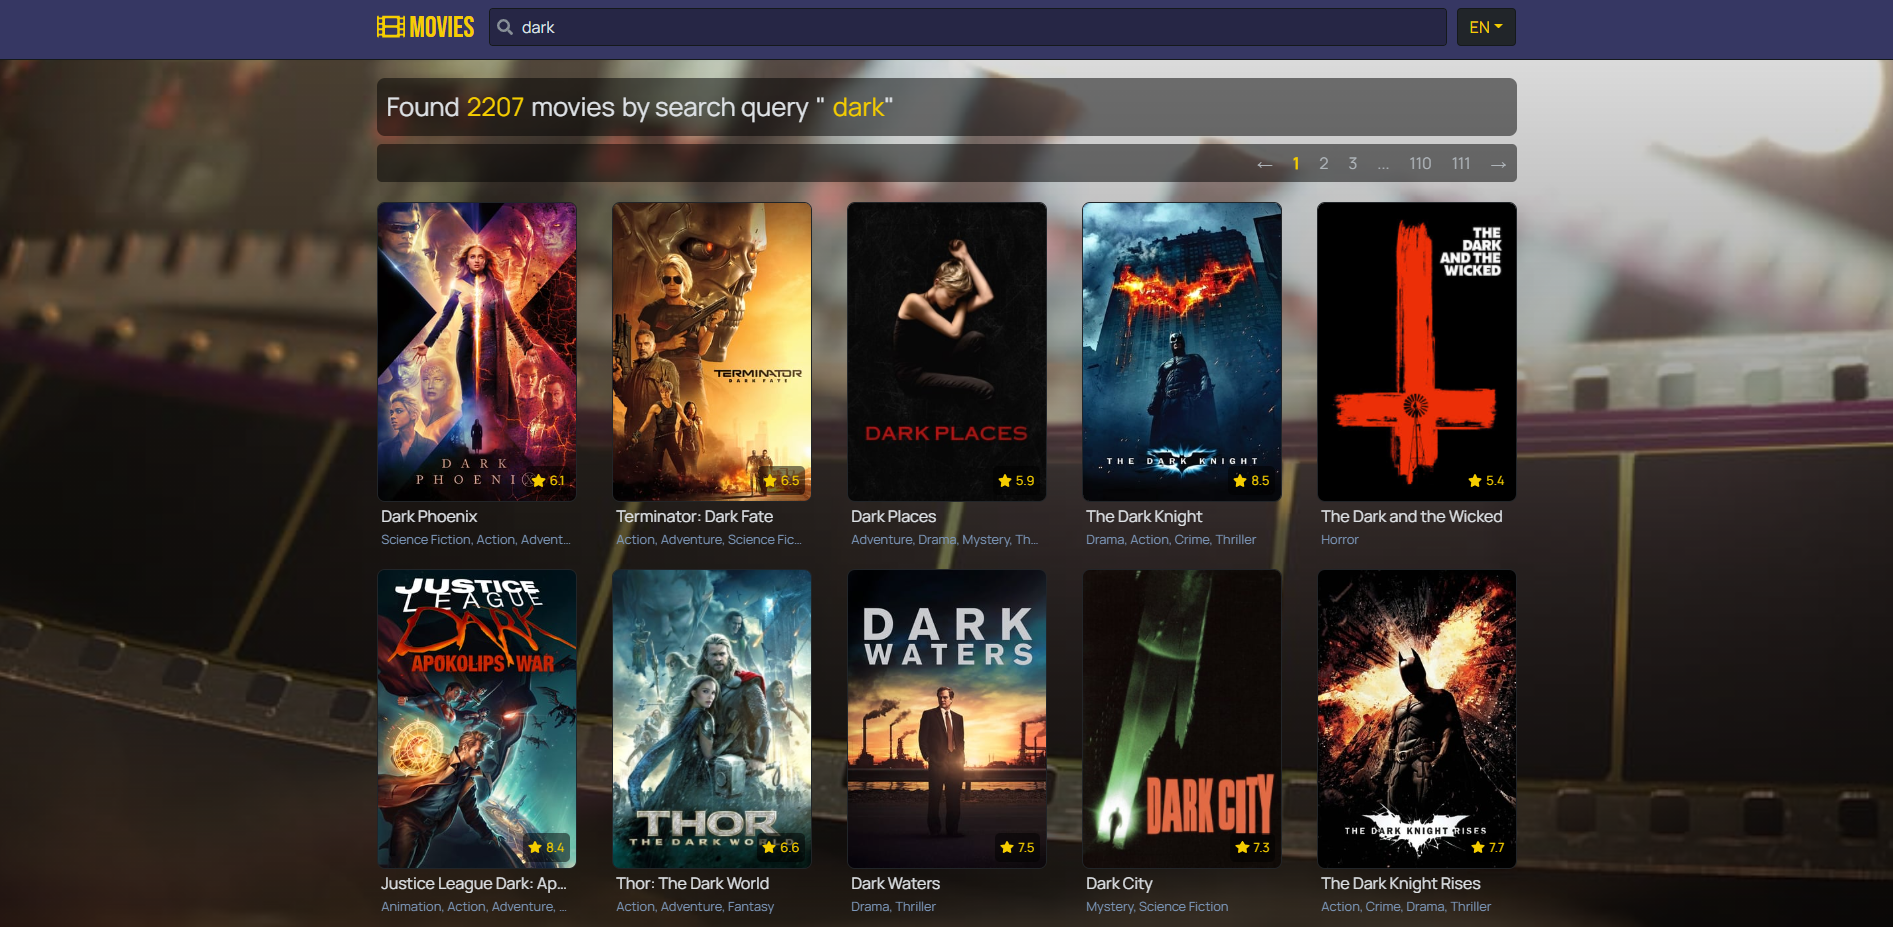 MOVIES
dark
EN
Found 2207 movies by search query " dark"
← 1 2 3 ... 110 111 →
DARK
PHOENIX
6.1
TERMINATOR
DARK FATE
6.5
DARK PLACES
5.9
THE DARK KNIGHT
8.5
THE
DARK
AND THE
WICKED
5.4
Dark Phoenix
Science Fiction, Action, Advent...
Terminator: Dark Fate
Action, Adventure, Science Fic...
Dark Places
Adventure, Drama, Mystery, Th...
The Dark Knight
Drama, Action, Crime, Thriller
The Dark and the Wicked
Horror
JUSTICE
LEAGUE
DARK
APOKOLIPS WAR
8.4
THOR
THE DARK WORLD
6.6
DARK
WATERS
7.5
DARK CITY
7.3
THE DARK KNIGHT RISES
7.7
Justice League Dark: Ap...
Animation, Action, Adventure, ...
Thor: The Dark World
Action, Adventure, Fantasy
Dark Waters
Drama, Thriller
Dark City
Mystery, Science Fiction
The Dark Knight Rises
Action, Crime, Drama, Thriller